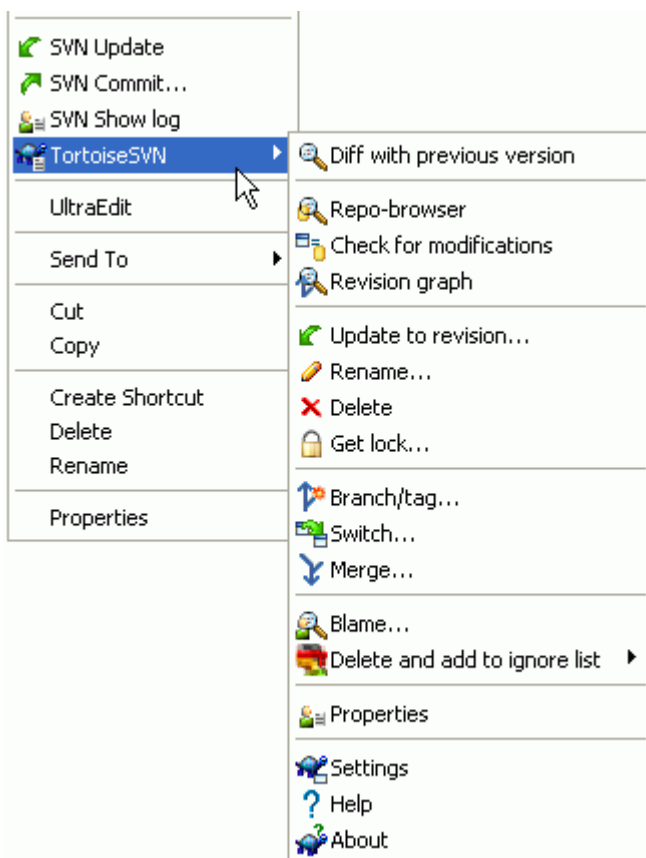 SVN Update
SVN Commit...
SVN Show log
TortoiseSVN
UltraEdit
Send To
Cut
Copy
Create Shortcut
Delete
Rename
Properties
Diff with previous version
Repo-browser
Check for modifications
Revision graph
Update to revision...
Rename...
Delete
Get lock...
Branch/tag...
Switch...
Merge...
Blame...
Delete and add to ignore list
Properties
Settings
Help
About